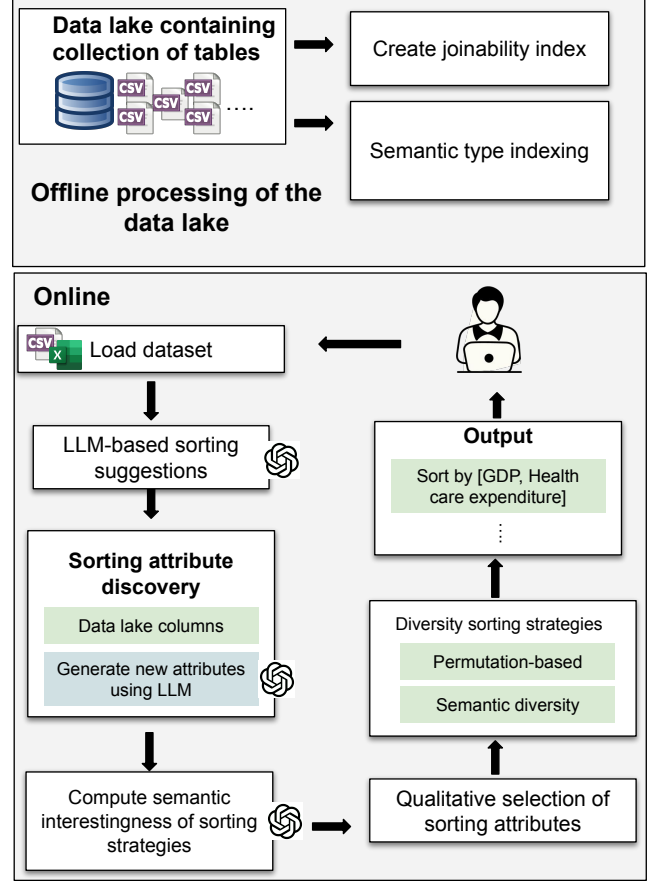 Data lake containing
collection of tables
CSV
CSV
CSV
CSV
CSV
....
Create joinability index
Semantic type indexing
Offline processing of the
data lake
Online
CSV
X
Load dataset
LLM-based sorting
suggestions
Sorting attribute
discovery
Data lake columns
Generate new attributes
using LLM
Compute semantic
interestingness of sorting
strategies
Qualitative selection of
sorting attributes
Diversity sorting strategies
Permutation-based
Semantic diversity
Output
Sort by [GDP, Health
care expenditure]